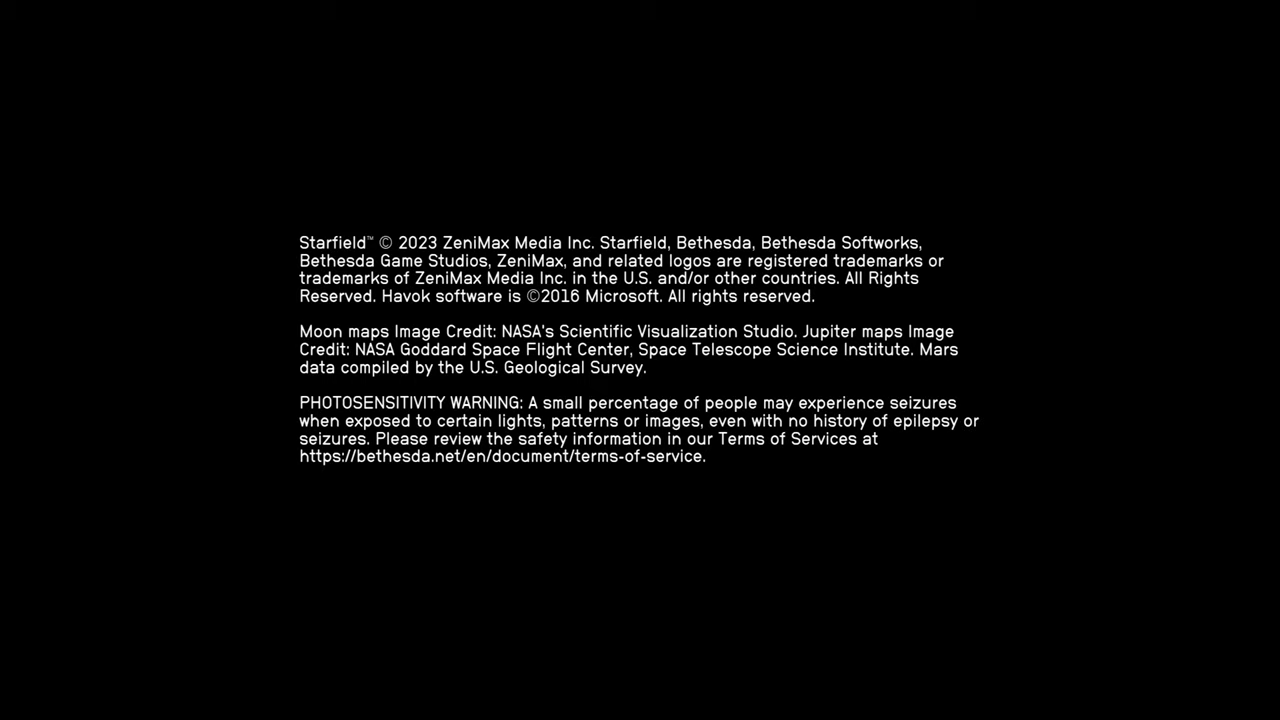 Starfield™ © 2023 ZeniMax Media Inc. Starfield, Bethesda, Bethesda Softworks,
Bethesda Game Studios, ZeniMax, and related logos are registered trademarks or
trademarks of ZeniMax Media Inc. in the U.S. and/or other countries. All Rights
Reserved. Havok software is ©2016 Microsoft. All rights reserved.
Moon maps Image Credit: NASA's Scientific Visualization Studio. Jupiter maps Image
Credit: NASA Goddard Space Flight Center, Space Telescope Science Institute. Mars
data compiled by the U.S. Geological Survey.
PHOTOSENSITIVITY WARNING: A small percentage of people may experience seizures
when exposed to certain lights, patterns or images, even with no history of epilepsy or
seizures. Please review the safety information in our Terms of Services at
https://bethesda.net/en/document/terms-of-service.